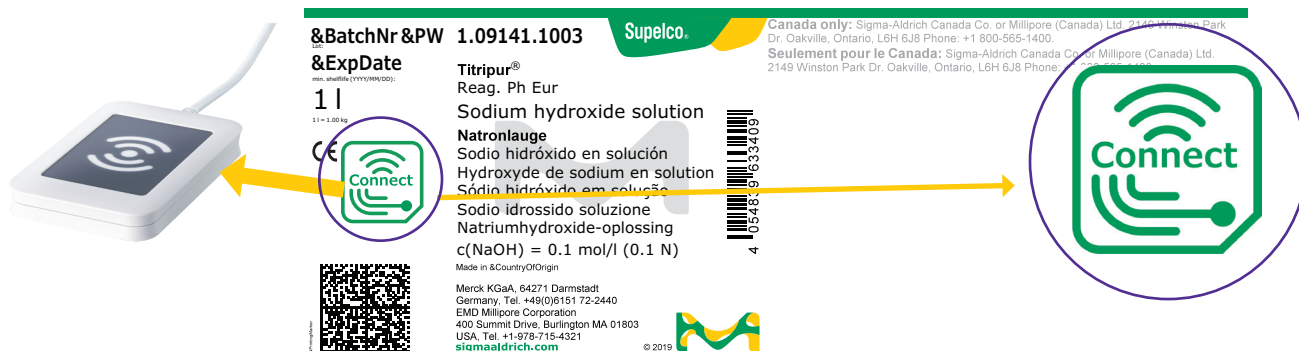 &BatchNr &PW
Lot:
&ExpDate
min. shelflife (YYYY/MM/DD):
1 l
1 l = 1.00 kg
CE
Connect
1.09141.1003
Supelco®
Titripur®
Reag. Ph Eur
Sodium hydroxide solution
Natronlauge
Sodio hidróxido en solución
Hydroxyde de sodium en solution
Sódio hidróxido em solução
Sodio idrossido soluzione
Natriumhydroxide-oplossing
c(NaOH) = 0.1 mol/l (0.1 N)
Made in &CountryOfOrigin
Merck KGaA, 64271 Darmstadt
Germany, Tel. +49(0)6151 72-2440
EMD Millipore Corporation
400 Summit Drive, Burlington MA 01803
USA, Tel. +1-978-715-4321
sigmaaldrich.com
© 2019
4 054839 633409
Canada only: Sigma-Aldrich Canada Co. or Millipore (Canada) Ltd. 2149 Winston Park
Dr. Oakville, Ontario, L6H 6J8 Phone: +1 800-565-1400.
Seulement pour le Canada: Sigma-Aldrich Canada Co. or Millipore (Canada) Ltd.
2149 Winston Park Dr. Oakville, Ontario, L6H 6J8 Phone:
Connect